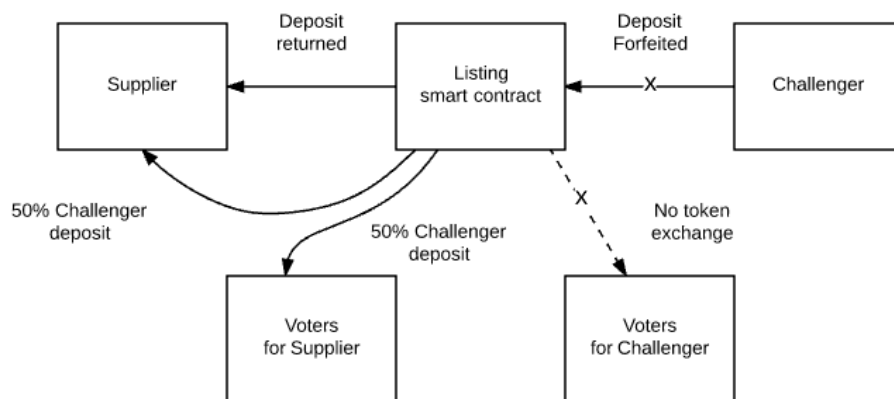 Deposit
returned
Deposit
Forfeited
Supplier
Listing
smart contract
X
Challenger
50% Challenger
deposit
50% Challenger
deposit
X
No token
exchange
Voters
for Supplier
Voters
for Challenger